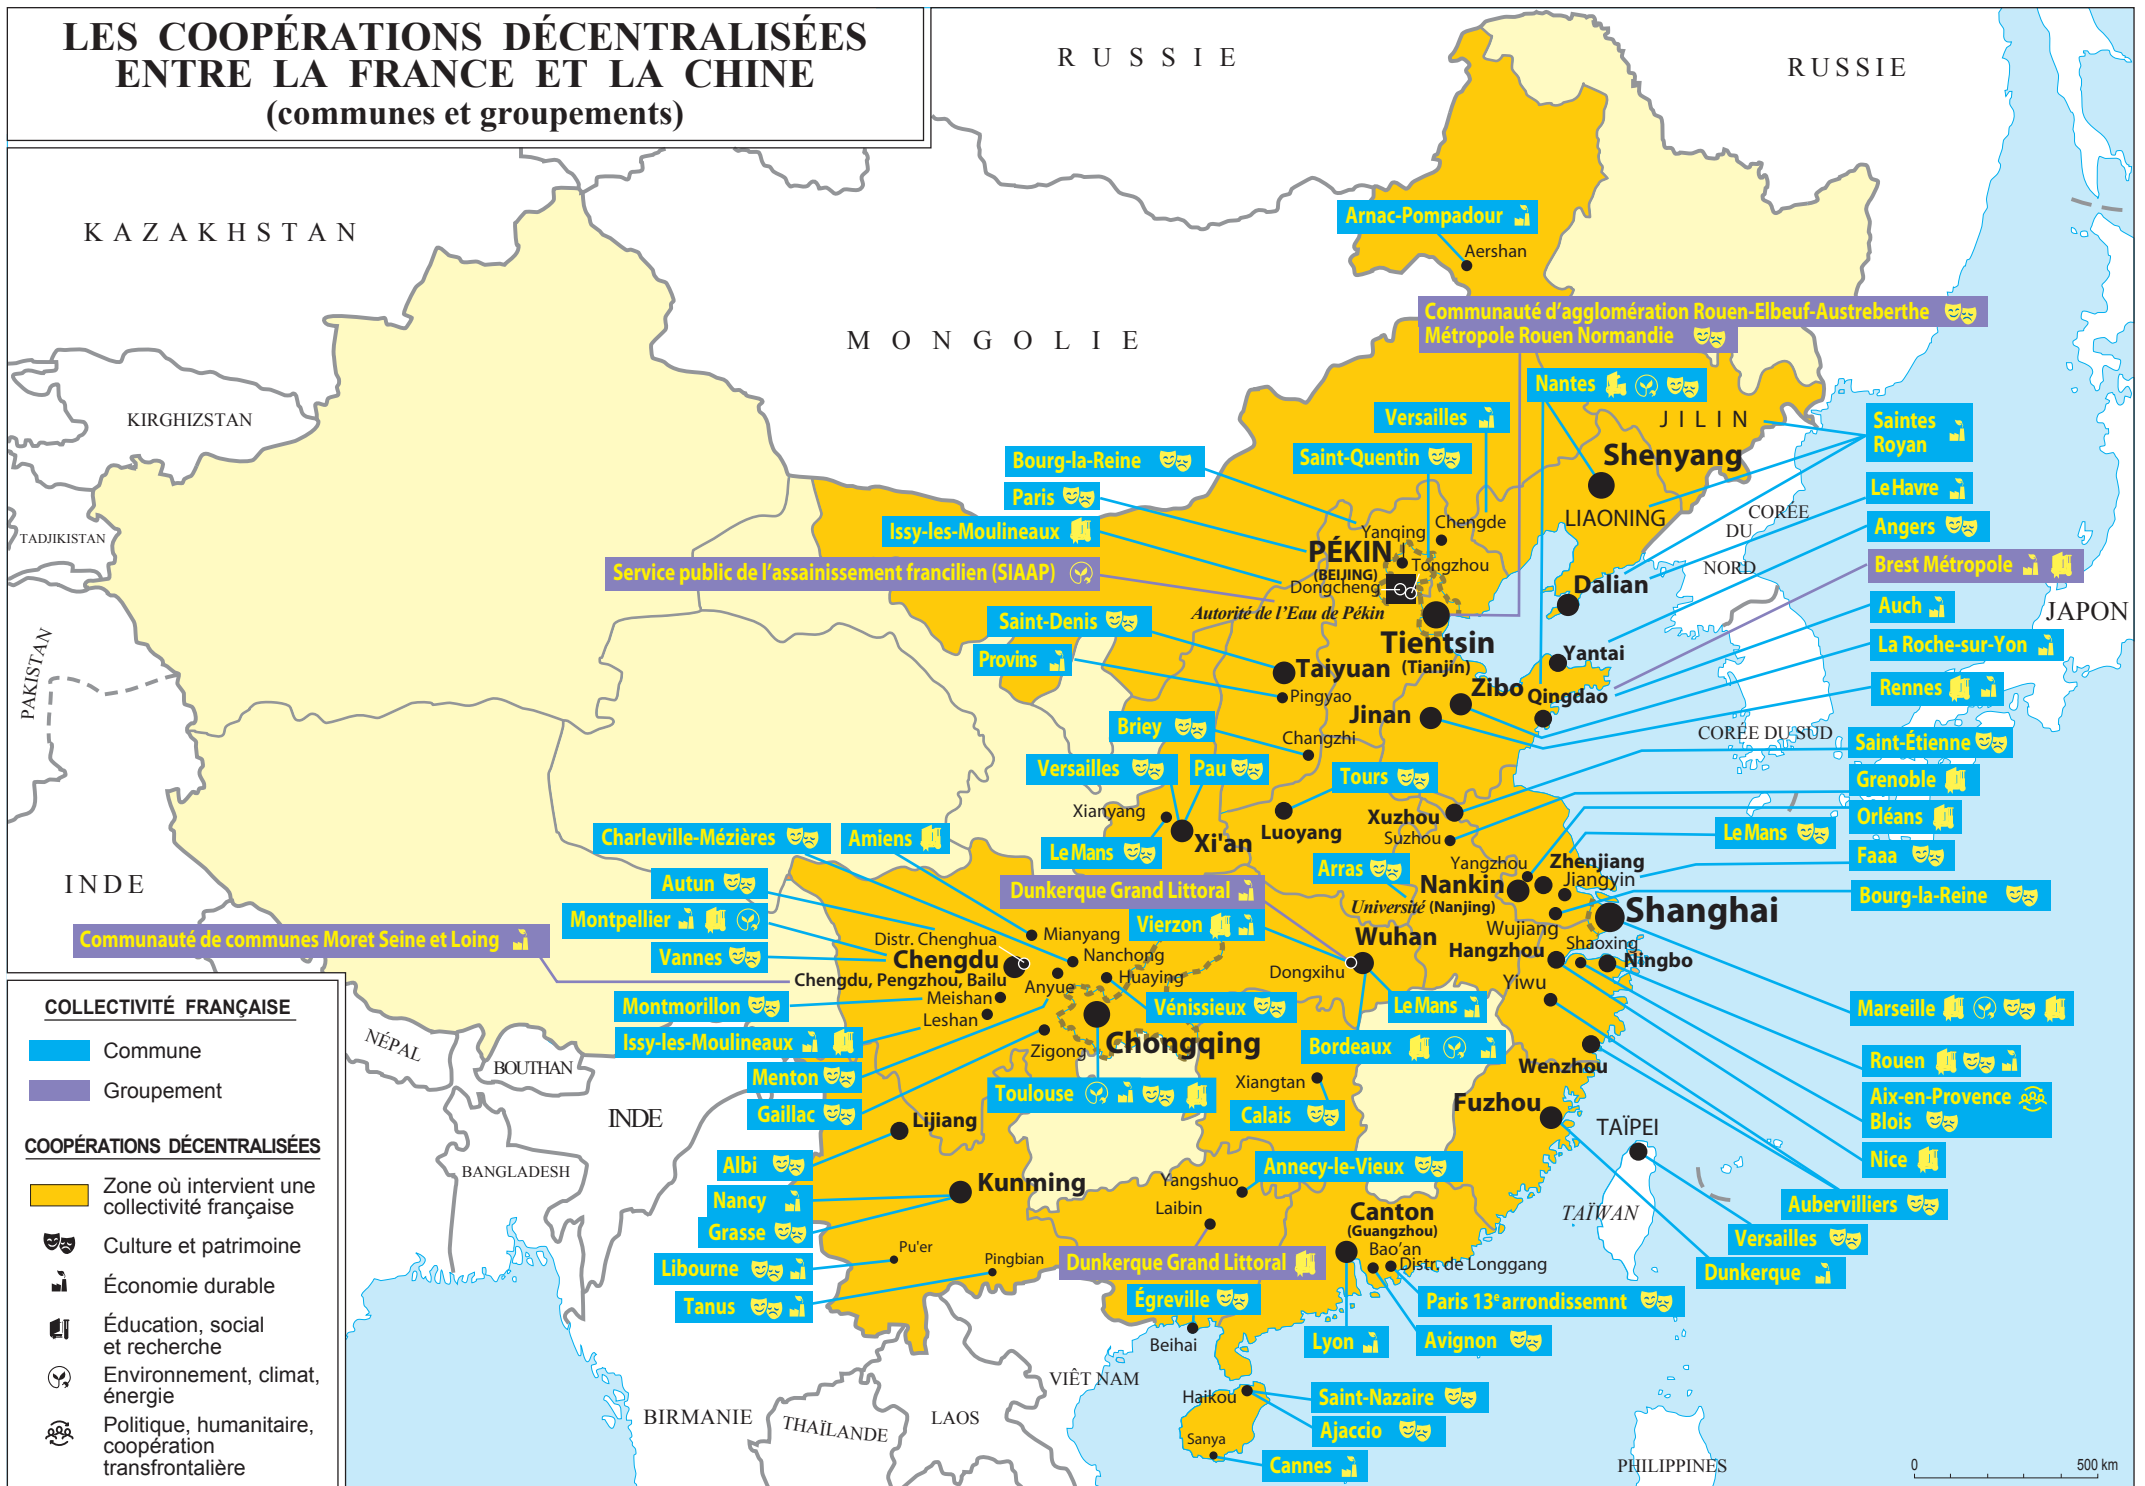 LES COOPÉRATIONS DÉCENTRALISÉES
ENTRE LA FRANCE ET LA CHINE
(communes et groupements)
RUSSIE
RUSSIE
KAZAKHSTAN
MONGOLIE
KIRGHIZSTAN
TADJIKISTAN
PAKISTAN
INDE
NÉPAL
BOUTHAN
INDE
BANGLADESH
BIRMANIE
THAÏLANDE
LAOS
VIÊT NAM
PHILIPPINES
TAÏPEI
TAÏWAN
JAPON
CORÉE
DU
NORD
CORÉE DU SUD
Arnac-Pompadour
Aershan
Communauté d'agglomération Rouen-Elbeuf-Austreberthe
Métropole Rouen Normandie
Nantes
JILIN
Saintes
Royan
Versailles
Shenyang
Bourg-la-Reine
Saint-Quentin
Paris
Le Havre
LIAONING
Yanqing
Chengde
Issy-les-Moulineaux
Angers
PÉKIN
(BEIJING)
Tongzhou
Service public de l'assainissement francilien (SIAAP)
Brest Métropole
Dongcheng
Dalian
Autorité de l'Eau de Pékin
Auch
Saint-Denis
Tientsin
(Tianjin)
La Roche-sur-Yon
Provins
Taiyuan
Yantai
Pingyao
Zibo
Qingdao
Rennes
Jinan
Briey
Changzhi
Saint-Étienne
Versailles
Pau
Tours
Grenoble
Xianyang
Luoyang
Xuzhou
Orléans
Charleville-Mézières
Amiens
Xi'an
Suzhou
Le Mans
Le Mans
Faaa
Arras
Yangzhou
Zhenjiang
Autun
Dunkerque Grand Littoral
Nankin
(Nanjing)
Jiangyin
Université
Bourg-la-Reine
Montpellier
Vierzon
Shanghai
Communauté de communes Moret Seine et Loing
Distr. Chenghua
Mianyang
Wuhan
Wujiang
Shaoxing
Vannes
Chengdu
Nanchong
Hangzhou
Ningbo
Chengdu, Pengzhou, Bailu
Anyue
Huaying
Dongxihu
Yiwu
Montmorillon
Meishan
Leshan
Vénissieux
Le Mans
Marseille
Issy-les-Moulineaux
Zigong
Chongqing
Bordeaux
Wenzhou
Rouen
Menton
Toulouse
Xiangtan
Aix-en-Provence
Blois
Gaillac
Calais
Fuzhou
Lijiang
Nice
Albi
Annecy-le-Vieux
Nancy
Kunming
Yangshuo
Aubervilliers
Grasse
Laibin
Canton
(Guangzhou)
Versailles
Pu'er
Pingbian
Dunkerque Grand Littoral
Bao'an
Distr. de Longgang
Libourne
Dunkerque
Tanus
Égreville
Paris 13e arrondissemnt
Beihai
Lyon
Avignon
Haikou
Saint-Nazaire
Ajaccio
Sanya
Cannes
0 500 km
COLLECTIVITÉ FRANÇAISE
Commune
Groupement
COOPÉRATIONS DÉCENTRALISÉES
Zone où intervient une
collectivité française
Culture et patrimoine
Économie durable
Éducation, social
et recherche
Environnement, climat,
énergie
Politique, humanitaire,
coopération
transfrontalière